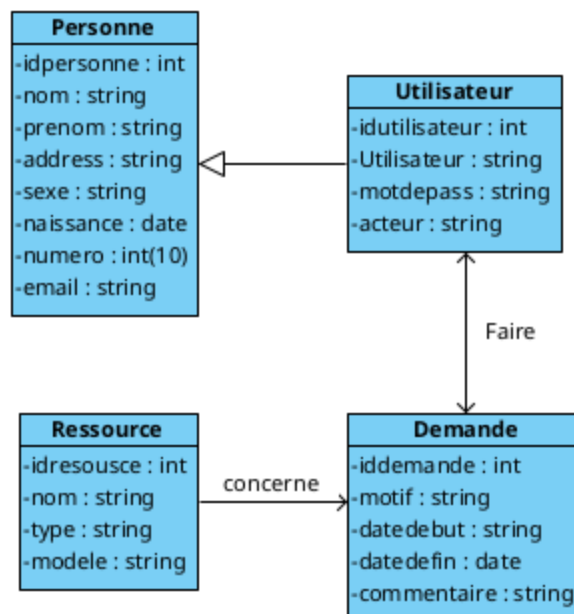 Personne
-idpersonne : int
-nom : string
-prenom : string
-address : string
-sexe : string
-naissance : date
-numero : int(10)
-email : string
Utilisateur
-idutilisateur : int
-Utilisateur : string
-motdepass : string
-acteur : string
Faire
Ressource
-idresousce : int
-nom : string
-type : string
-modele : string
concerne
Demande
-iddemande : int
-motif : string
-datedebut : string
-datedefin : date
-commentaire : string